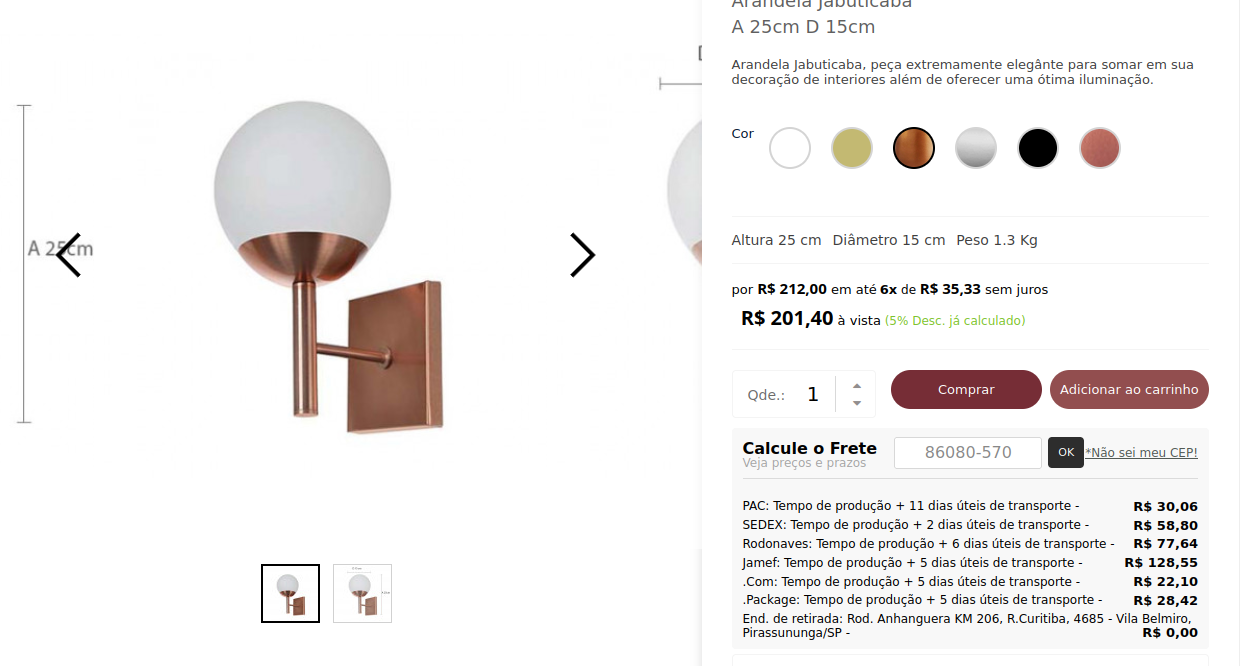 Arandela Jabuticaba
A 25cm D 15cm
Arandela Jabuticaba, peça extremamente elegânte para somar em sua
decoração de interiores além de oferecer uma ótima iluminação.
Cor
A 25cm
Altura 25 cm Diâmetro 15 cm Peso 1.3 Kg
por R$ 212,00 em até 6x de R$ 35,33 sem juros
R$ 201,40 à vista (5% Desc. já calculado)
Qde.: 1
Comprar
Adicionar ao carrinho
Calcule o Frete
Veja preços e prazos
86080-570
OK
*Não sei meu CEP!
PAC: Tempo de produção + 11 dias úteis de transporte - R$ 30,06
SEDEX: Tempo de produção + 2 dias úteis de transporte - R$ 58,80
Rodonaves: Tempo de produção + 6 dias úteis de transporte - R$ 77,64
Jamef: Tempo de produção + 5 dias úteis de transporte - R$ 128,55
.Com: Tempo de produção + 5 dias úteis de transporte - R$ 22,10
.Package: Tempo de produção + 5 dias úteis de transporte - R$ 28,42
End. de retirada: Rod. Anhanguera KM 206, R.Curitiba, 4685 - Vila Belmiro,
Pirassununga/SP - R$ 0,00